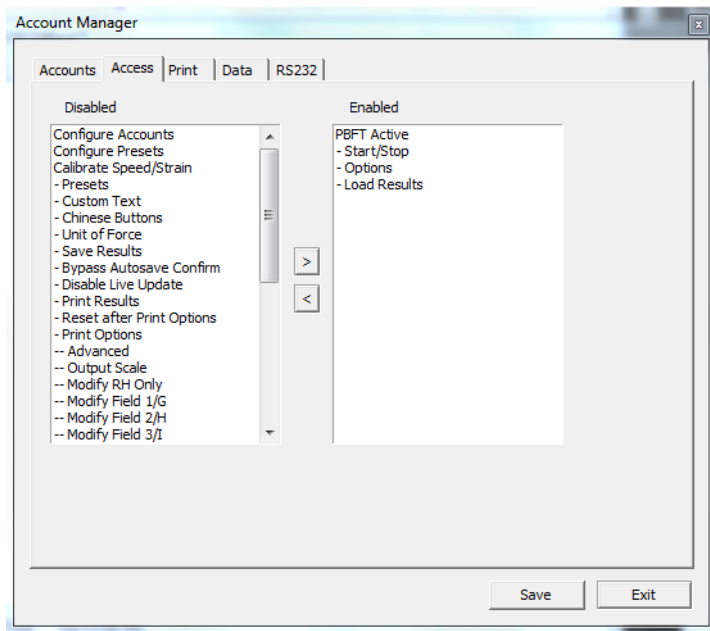 Account Manager
x
Accounts Access Print Data RS232
Disabled
Configure Accounts
Configure Presets
Calibrate Speed/Strain
- Presets
- Custom Text
- Chinese Buttons
- Unit of Force
- Save Results
- Bypass Autosave Confirm
- Disable Live Update
- Print Results
- Reset after Print Options
- Print Options
-- Advanced
-- Output Scale
-- Modify RH Only
-- Modify Field 1/G
-- Modify Field 2/H
-- Modify Field 3/I
>
<
Enabled
PBFT Active
- Start/Stop
- Options
- Load Results
Save Exit